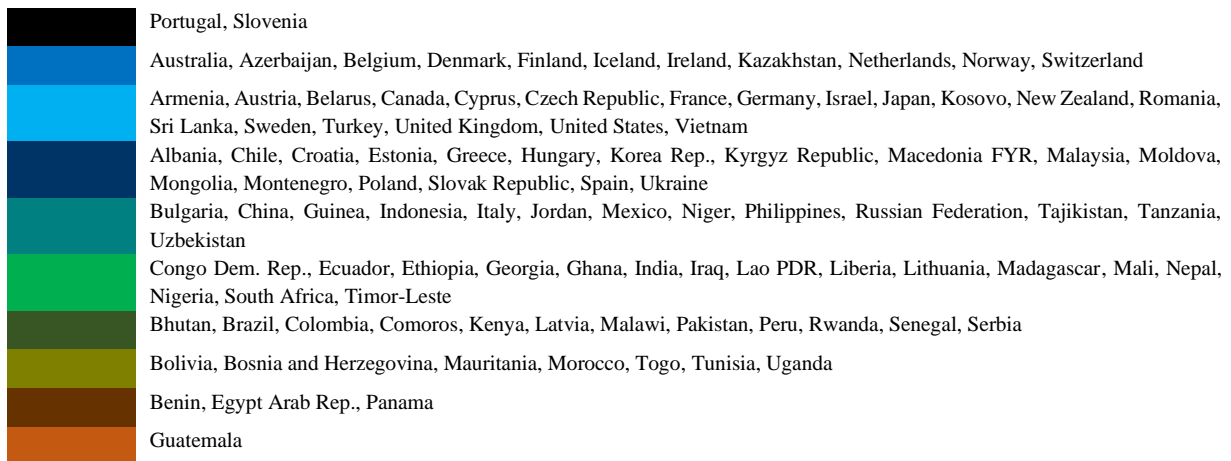 Portugal, Slovenia
Australia, Azerbaijan, Belgium, Denmark, Finland, Iceland, Ireland, Kazakhstan, Netherlands, Norway, Switzerland
Armenia, Austria, Belarus, Canada, Cyprus, Czech Republic, France, Germany, Israel, Japan, Kosovo, New Zealand, Romania,
Sri Lanka, Sweden, Turkey, United Kingdom, United States, Vietnam
Albania, Chile, Croatia, Estonia, Greece, Hungary, Korea Rep., Kyrgyz Republic, Macedonia FYR, Malaysia, Moldova,
Mongolia, Montenegro, Poland, Slovak Republic, Spain, Ukraine
Bulgaria, China, Guinea, Indonesia, Italy, Jordan, Mexico, Niger, Philippines, Russian Federation, Tajikistan, Tanzania,
Uzbekistan
Congo Dem. Rep., Ecuador, Ethiopia, Georgia, Ghana, India, Iraq, Lao PDR, Liberia, Lithuania, Madagascar, Mali, Nepal,
Nigeria, South Africa, Timor-Leste
Bhutan, Brazil, Colombia, Comoros, Kenya, Latvia, Malawi, Pakistan, Peru, Rwanda, Senegal, Serbia
Bolivia, Bosnia and Herzegovina, Mauritania, Morocco, Togo, Tunisia, Uganda
Benin, Egypt Arab Rep., Panama
Guatemala